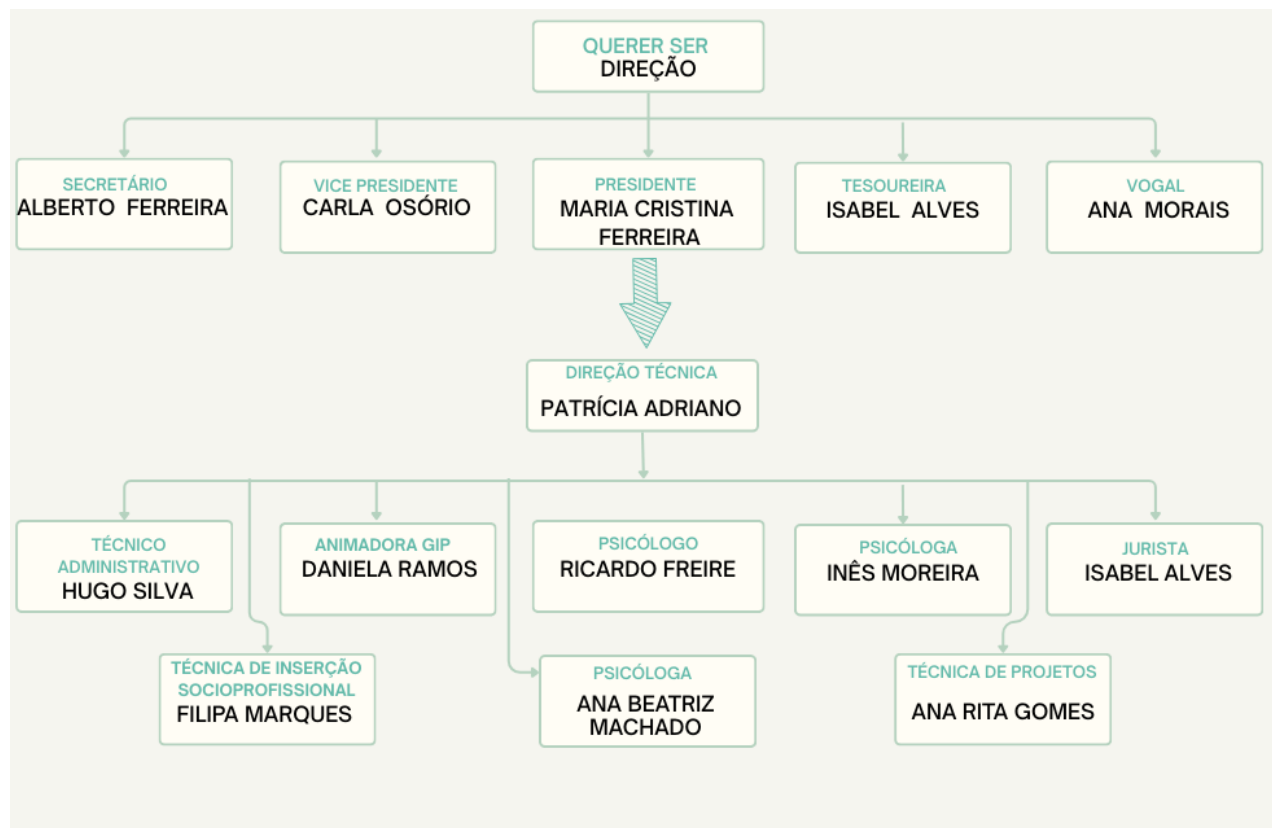 QUERER SER
DIREÇÃO
SECRETÁRIO
ALBERTO FERREIRA
VICE PRESIDENTE
CARLA OSÓRIO
PRESIDENTE
MARIA CRISTINA
FERREIRA
TESOUREIRA
ISABEL ALVES
VOGAL
ANA MORAIS
DIREÇÃO TÉCNICA
PATRÍCIA ADRIANO
TÉCNICO
ADMINISTRATIVO
HUGO SILVA
ANIMADORA GIP
DANIELA RAMOS
PSICÓLOGO
RICARDO FREIRE
PSICÓLOGA
INÊS MOREIRA
JURISTA
ISABEL ALVES
TÉCNICA DE INSERÇÃO
SOCIOPROFISSIONAL
FILIPA MARQUES
PSICÓLOGA
ANA BEATRIZ
MACHADO
TÉCNICA DE PROJETOS
ANA RITA GOMES